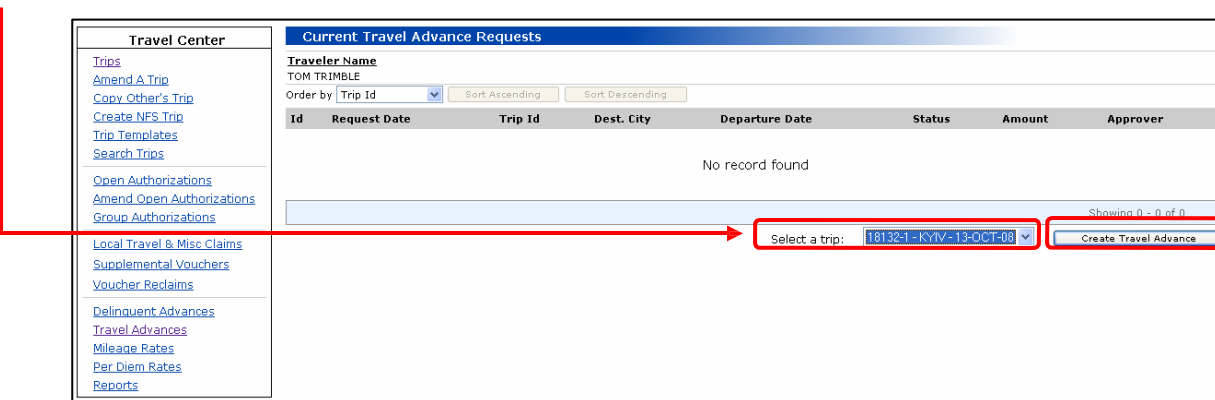 Travel Center
Trips
Amend A Trip
Copy Other's Trip
Create NFS Trip
Trip Templates
Search Trips
Open Authorizations
Amend Open Authorizations
Group Authorizations
Local Travel & Misc Claims
Supplemental Vouchers
Voucher Reclaims
Delinquent Advances
Travel Advances
Mileage Rates
Per Diem Rates
Reports
Current Travel Advance Requests
Traveler Name
TOM TRIMBLE
Order by Trip Id Sort Ascending Sort Descending
Id Request Date Trip Id Dest. City Departure Date Status Amount Approver
No record found
Showing 0 - 0 of 0
Select a trip: 18132-1 - KYIV - 13-OCT-08 Create Travel Advance